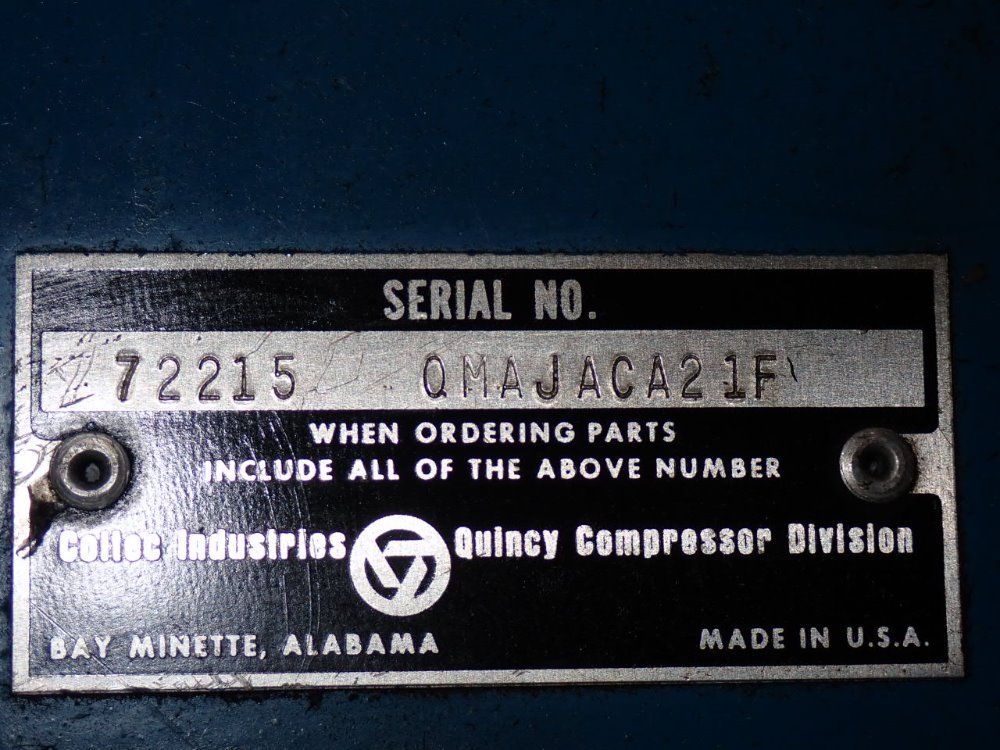 SERIAL NO.
72215 QMAJACA21F
WHEN ORDERING PARTS
INCLUDE ALL OF THE ABOVE NUMBER
Coltec Industries Quincy Compressor Division
BAY MINETTE, ALABAMA MADE IN U.S.A.